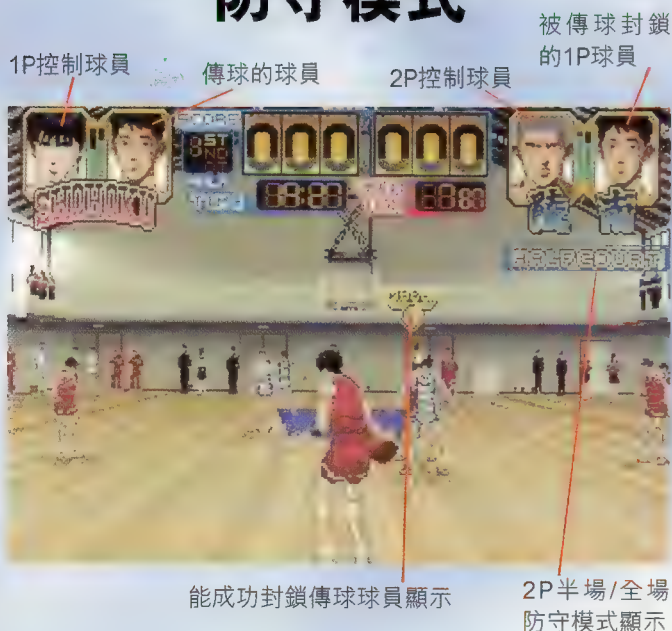 防守模式
1P控制球員
傳球的球員
2P控制球員
被傳球封鎖
的1P球員
SCORE
1ST
SHOHOKU
HALFCOURT
能成功封鎖傳球球員顯示
2P半場/全場
防守模式顯示